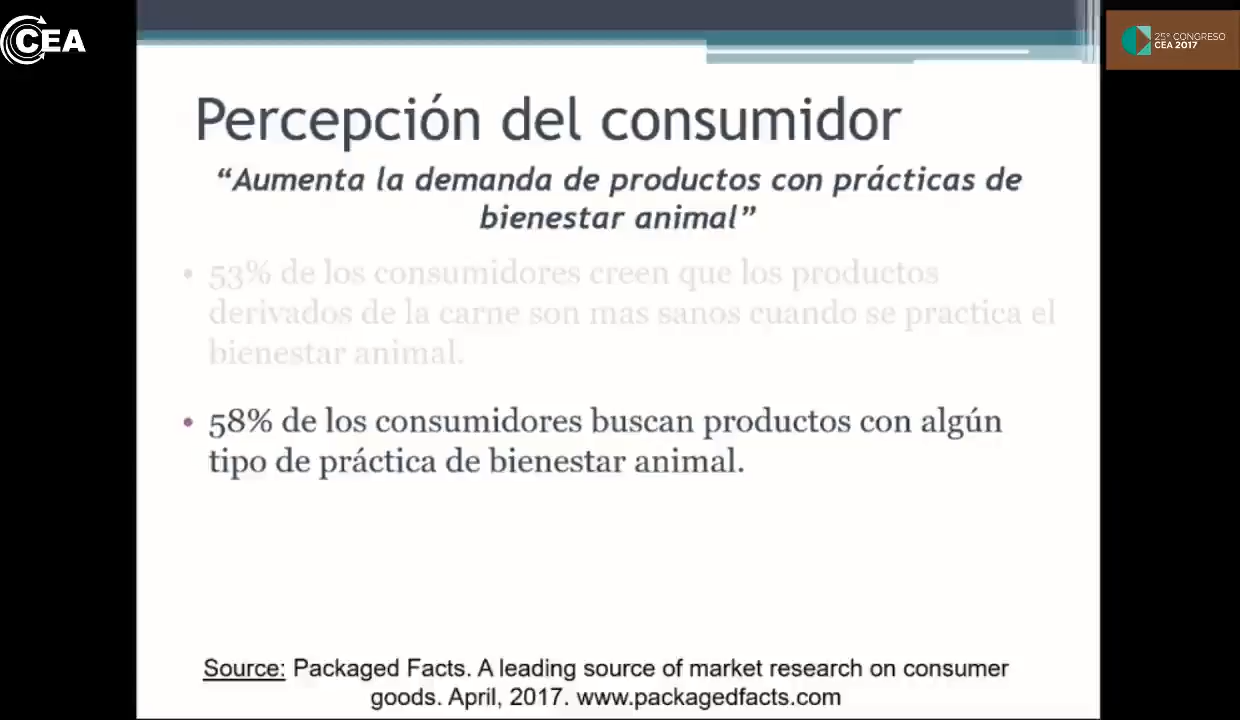 CEA
25º CONGRESO
CEA 2017
Percepción del consumidor
“Aumenta la demanda de productos con prácticas de
bienestar animal”
• 53% de los consumidores creen que los productos
derivados de la carne son mas sanos cuando se practica el
bienestar animal.
• 58% de los consumidores buscan productos con algún
tipo de práctica de bienestar animal.
Source: Packaged Facts. A leading source of market research on consumer
goods. April, 2017. www.packagedfacts.com